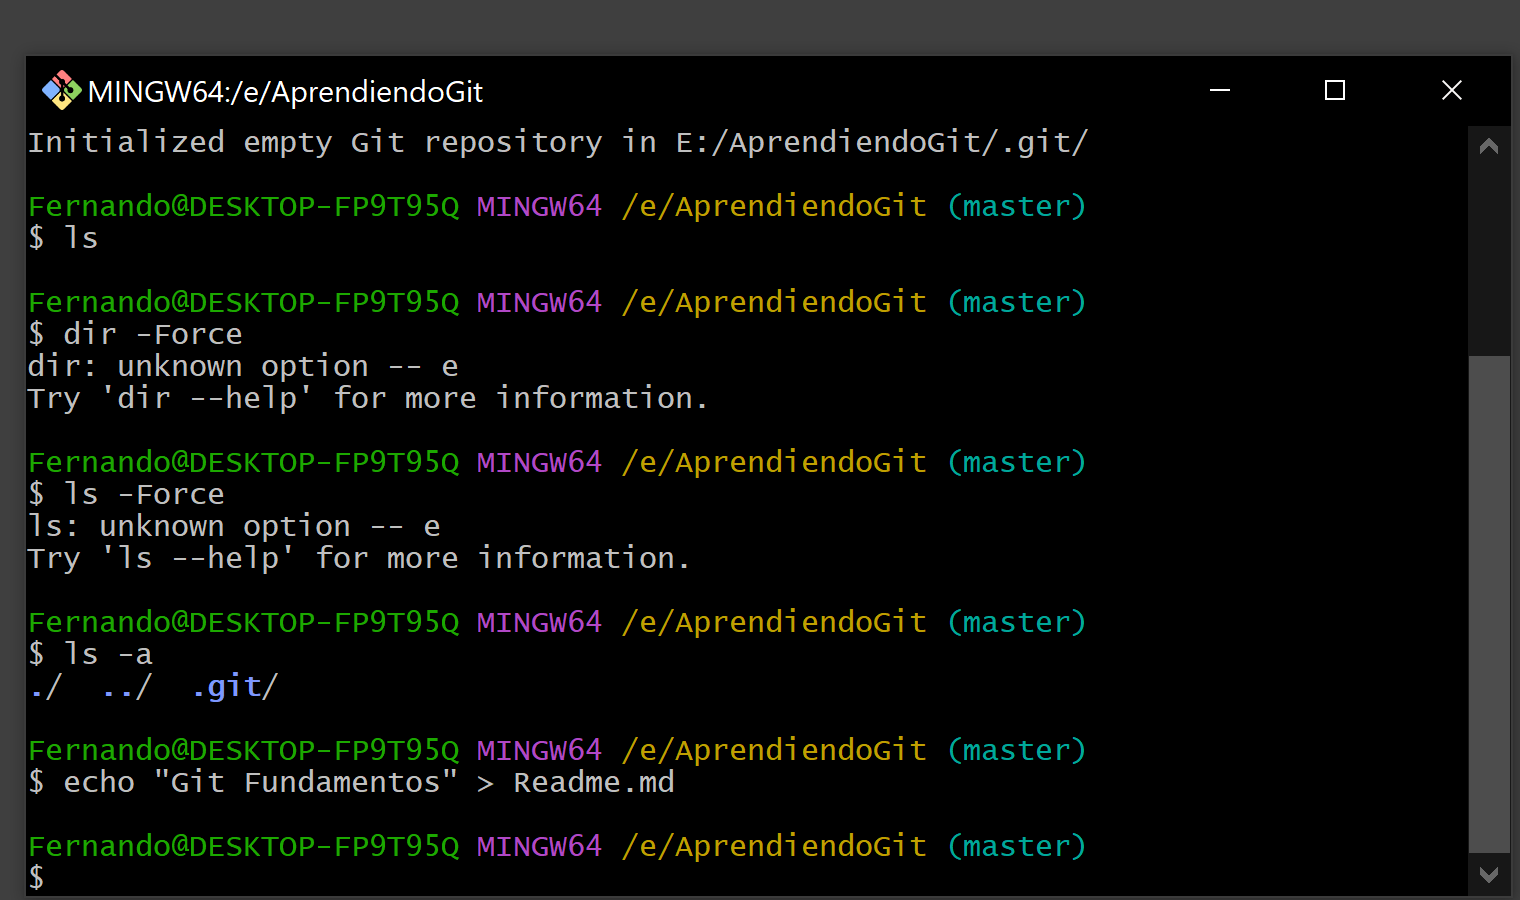 MINGW64:/e/AprendiendoGit
Initialized empty Git repository in E:/AprendiendoGit/.git/
Fernando@DESKTOP-FP9T95Q MINGW64 /e/AprendiendoGit (master)
$ ls
Fernando@DESKTOP-FP9T95Q MINGW64 /e/AprendiendoGit (master)
$ dir -Force
dir: unknown option -- e
Try 'dir --help' for more information.
Fernando@DESKTOP-FP9T95Q MINGW64 /e/AprendiendoGit (master)
$ ls -Force
ls: unknown option -- e
Try 'ls --help' for more information.
Fernando@DESKTOP-FP9T95Q MINGW64 /e/AprendiendoGit (master)
$ ls -a
./  ../  .git/
Fernando@DESKTOP-FP9T95Q MINGW64 /e/AprendiendoGit (master)
$ echo "Git Fundamentos" > Readme.md
Fernando@DESKTOP-FP9T95Q MINGW64 /e/AprendiendoGit (master)
$